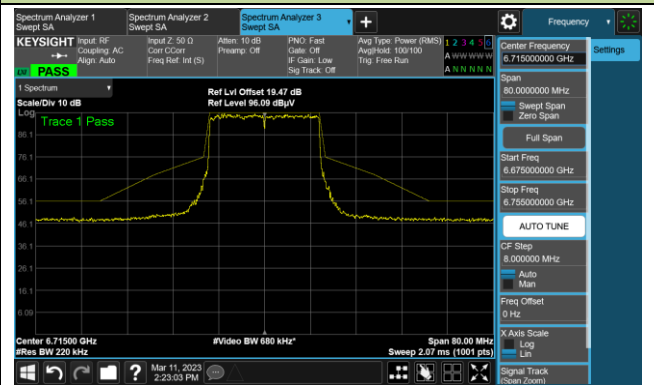 Spectrum Analyzer 1
Swept SA
Spectrum Analyzer 2
Swept SA
Spectrum Analyzer 3
Swept SA
Frequency
KEYSIGHT
Input: RF
Coupling: AC
Align: Auto
Input Z: 50 Ω
Corr CCorr
Freq Ref: Int (S)
Atten: 10 dB
Preamp: Off
PNO: Fast
Gate: Off
IF Gain: Low
Sig Track: Off
Avg Type: Power (RMS)
Avg|Hold: 100/100
Trig: Free Run
1 2 3 4 5 6
A W W W W W
A N N N N N
PASS
1 Spectrum
Scale/Div 10 dB
Ref Lvl Offset 19.47 dB
Ref Level 96.09 dBµV
Log
Trace 1 Pass
86.1
76.1
66.1
56.1
46.1
36.1
26.1
16.1
6.09
Center 6.71500 GHz
#Res BW 220 kHz
#Video BW 680 kHz*
Span 80.00 MHz
Sweep 2.07 ms (1001 pts)
Center Frequency
6.715000000 GHz
Settings
Span
80.0000000 MHz
Swept Span
Zero Span
Full Span
Start Freq
6.675000000 GHz
Stop Freq
6.755000000 GHz
AUTO TUNE
CF Step
8.000000 MHz
Auto
Man
Freq Offset
0 Hz
X Axis Scale
Log
Lin
Signal Track
(Span Zoom)
?
Mar 11, 2023
2:23:03 PM